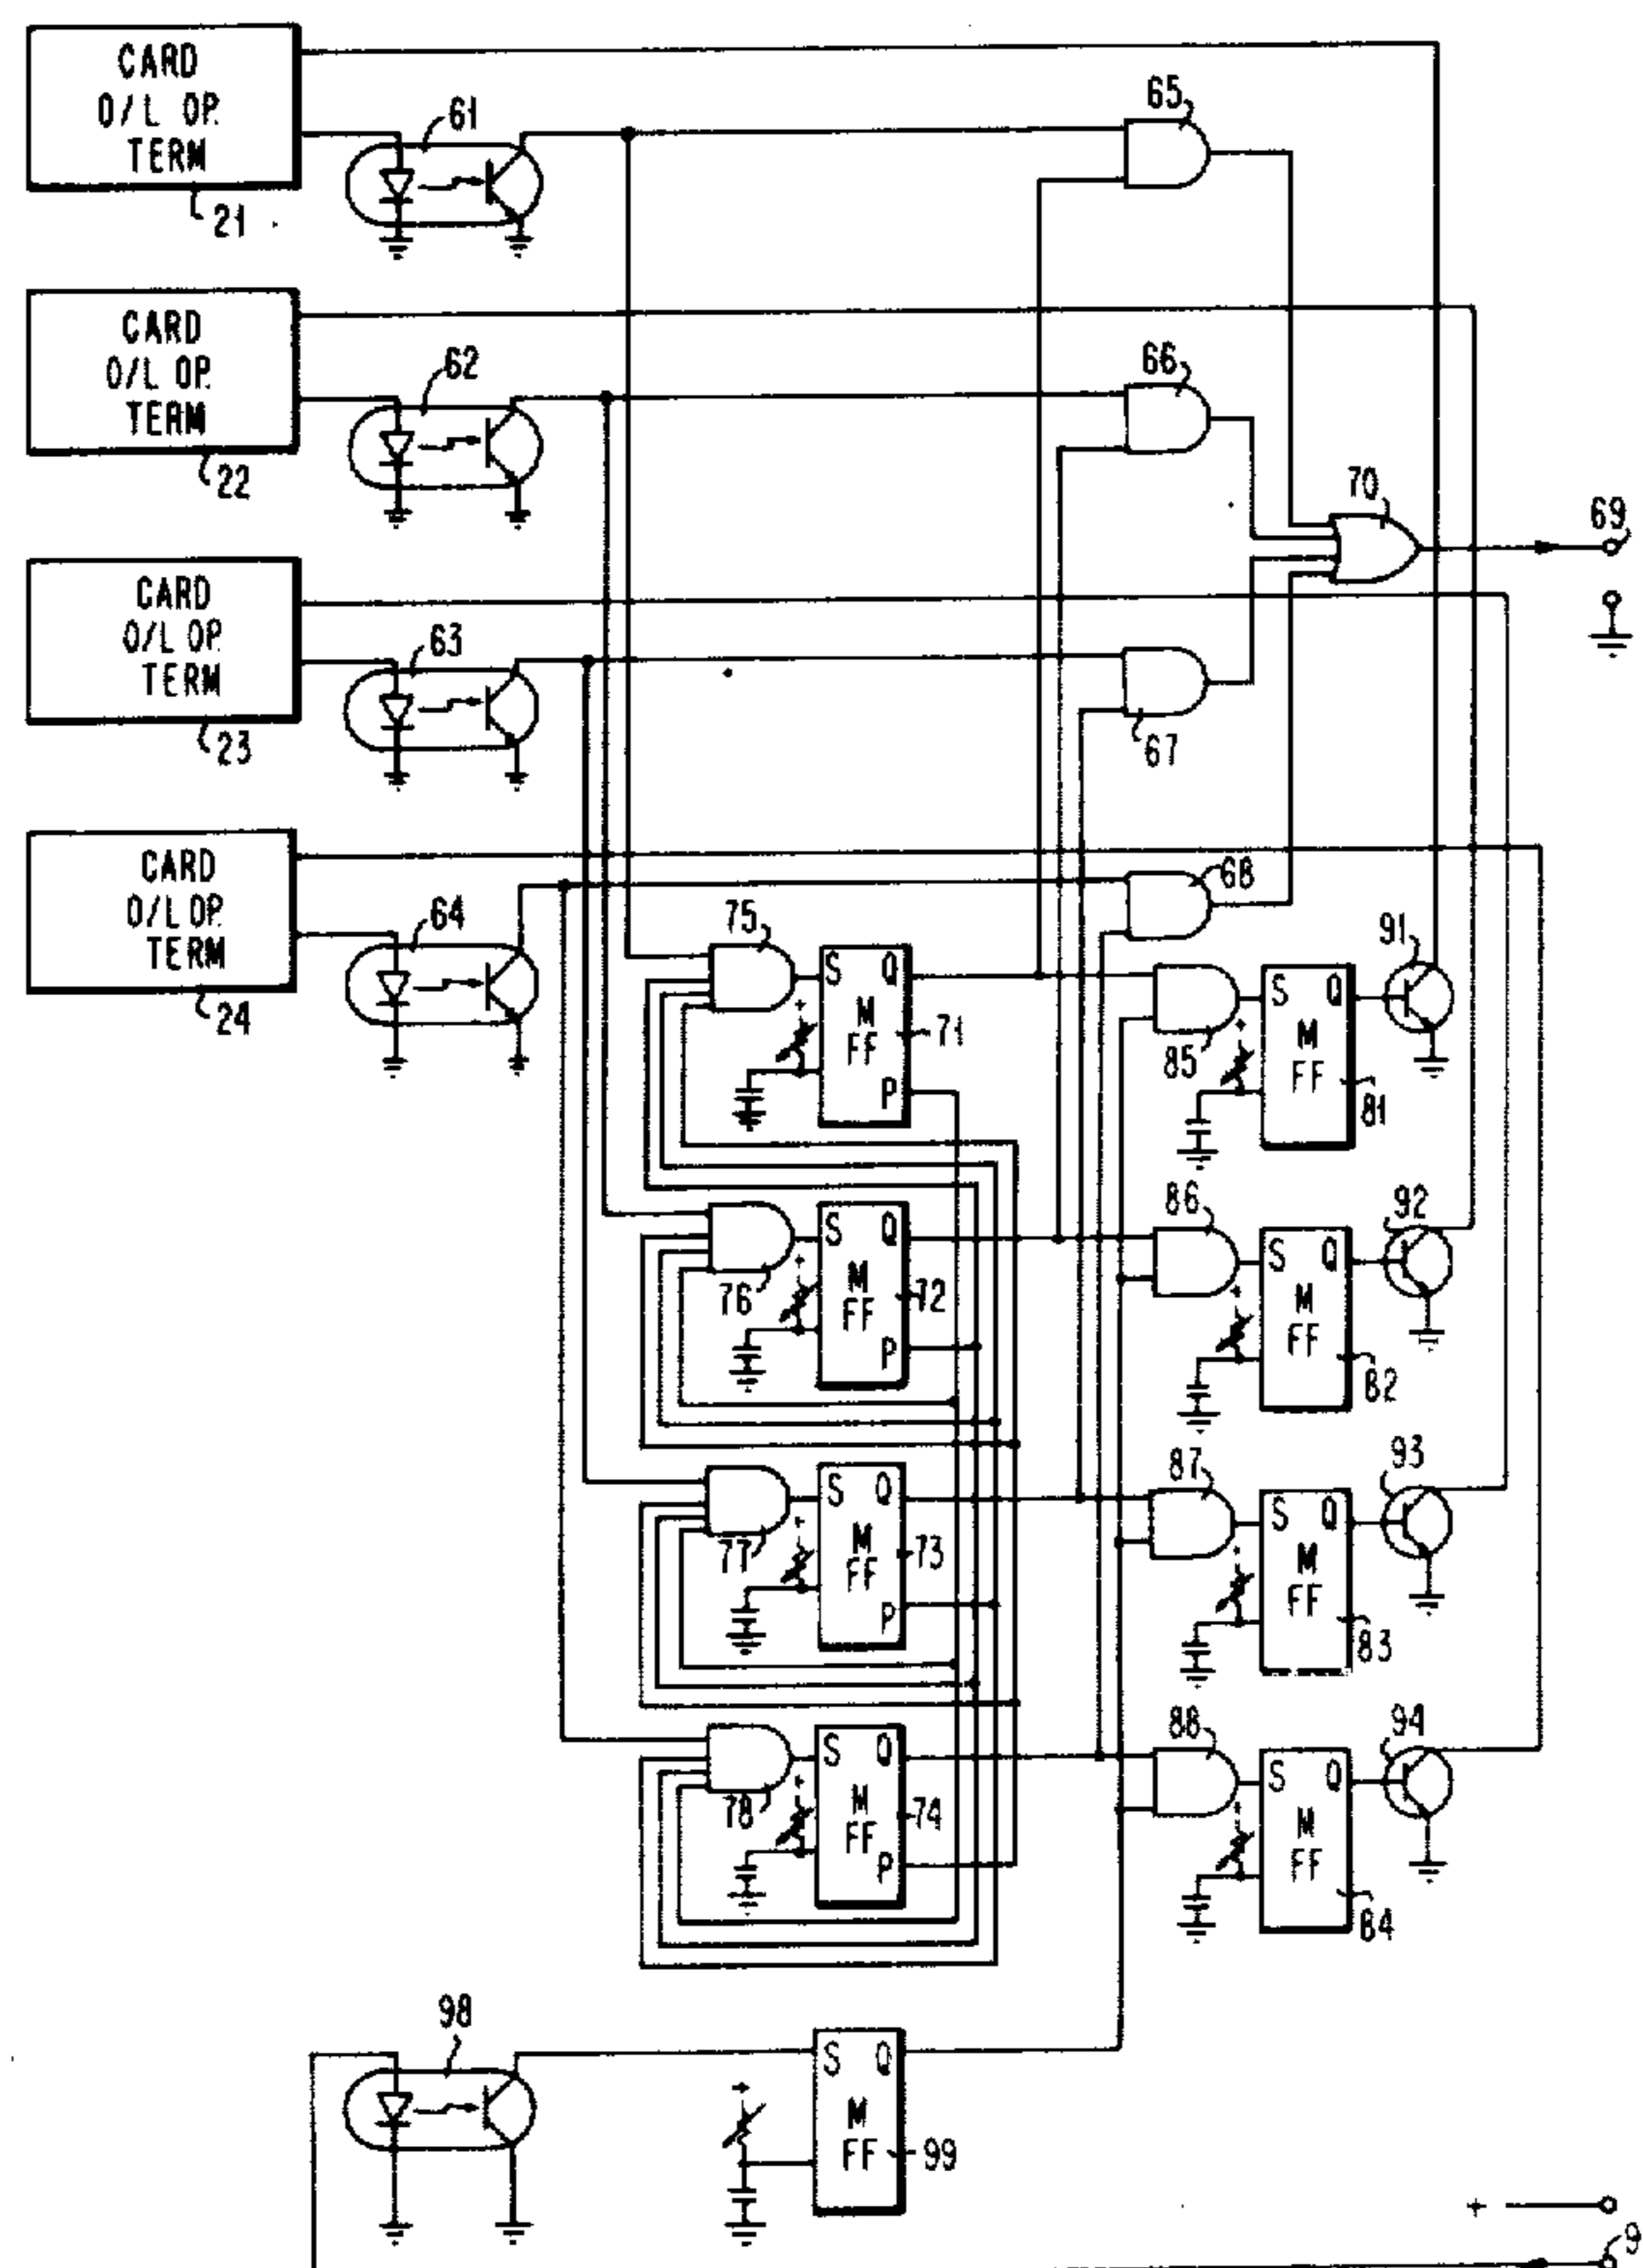 CARD
O/L OP.
TERM
21
61
65
CARD
O/L OP.
TERM
22
62
66
70
69
CARD
O/L OP.
TERM
23
63
67
CARD
O/L OP.
TERM
24
64
68
75
S Q
M
FF
P
71
+
85
S Q
M
FF
81
+
91
76
S Q
M
FF
P
72
+
86
S Q
M
FF
82
+
92
77
S Q
M
FF
P
73
+
87
S Q
M
FF
83
+
93
78
S Q
M
FF
P
74
+
88
S Q
M
FF
84
+
94
98
S Q
M
FF
99
+
+
9